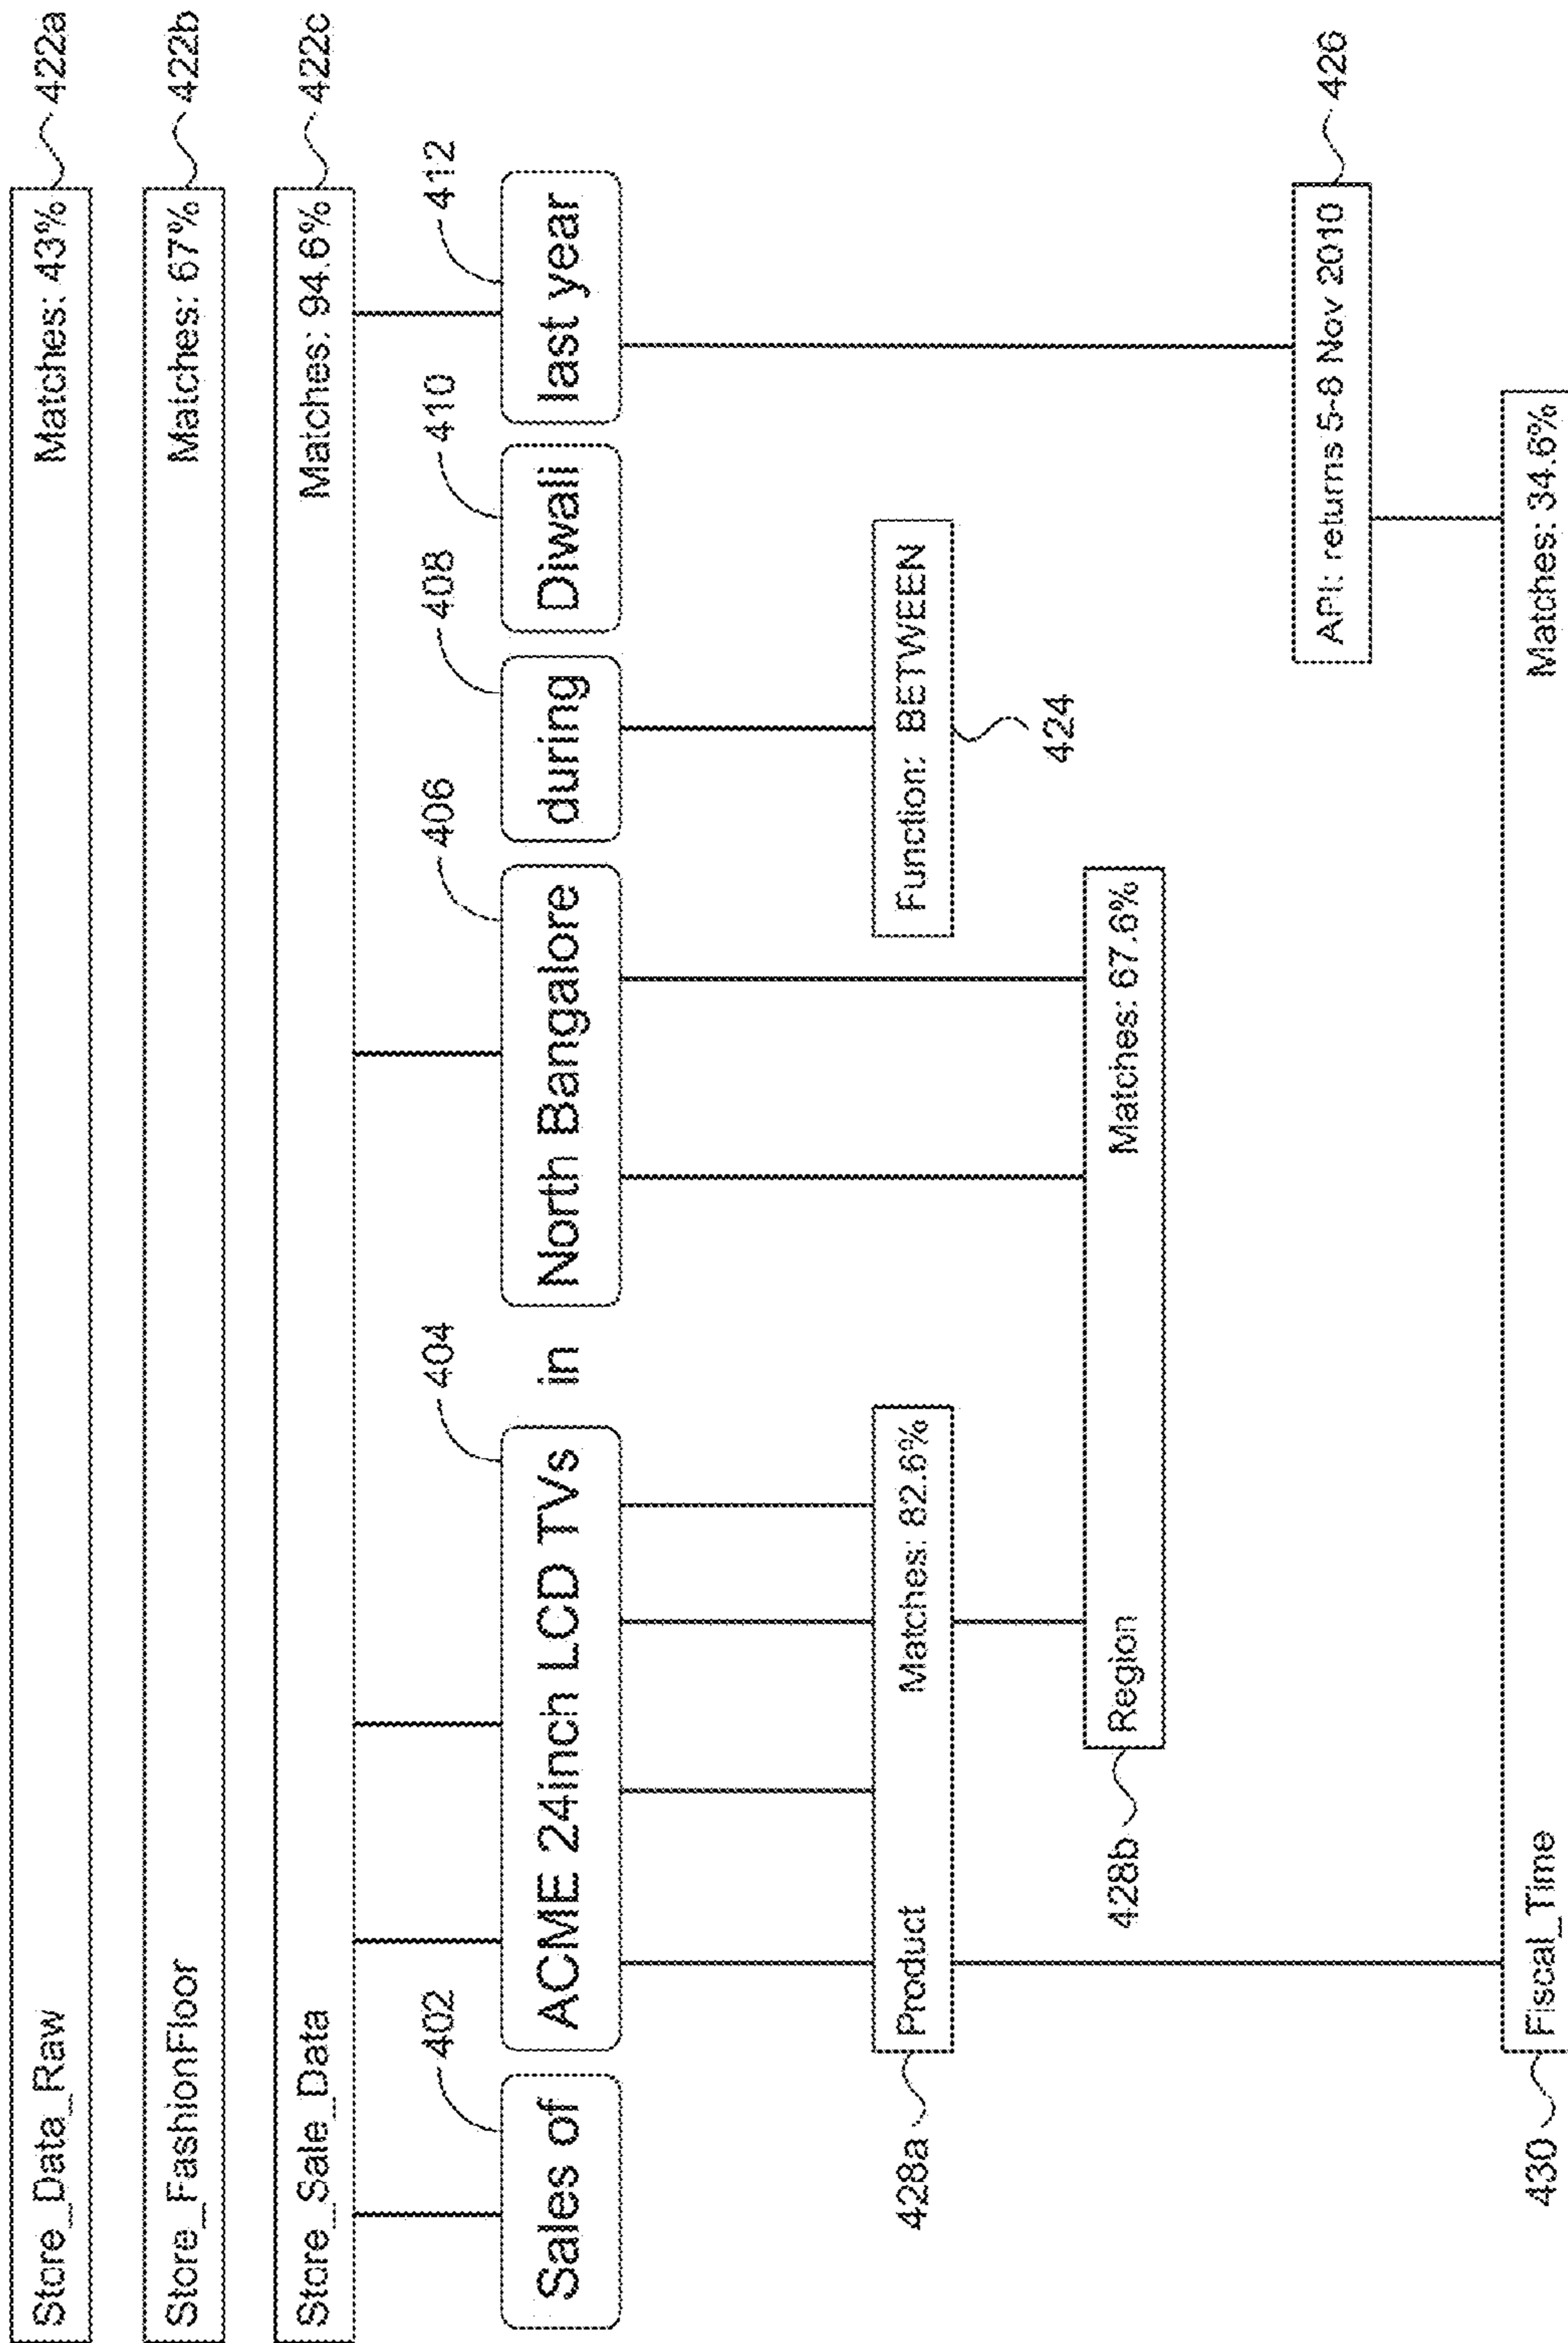 Store_Data_Raw Matches: 43% 422a
Store_FashionFloor Matches: 67% 422b
Store_Sale_Data Matches: 94.6% 422c
402 404 406 408 410 412
Sales of ACME 24inch LCD TVs in North Bangalore during Diwali last year
428a Product Matches: 82.6% Function: BETWEEN
424
428b Region Matches: 67.6%
API: returns 5-8 Nov 2010 426
430 Fiscal_Time Matches: 34.6%